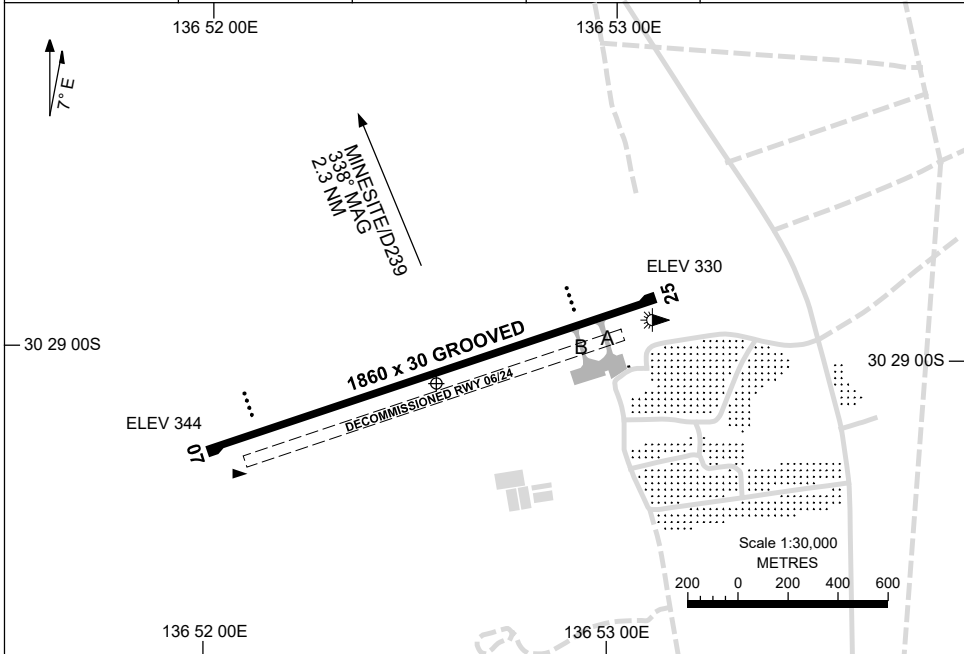 136 52 00E
136 53 00E
7° E
MINESITE/D239
338° MAG
2.3 NM
ELEV 330
25
30 29 00S
1860 x 30 GROOVED
B
A
30 29 00S
DECOMMISSIONED RWY 06/24
ELEV 344
07
Scale 1:30,000
METRES
200 0 200 400 600
136 52 00E
136 53 00E